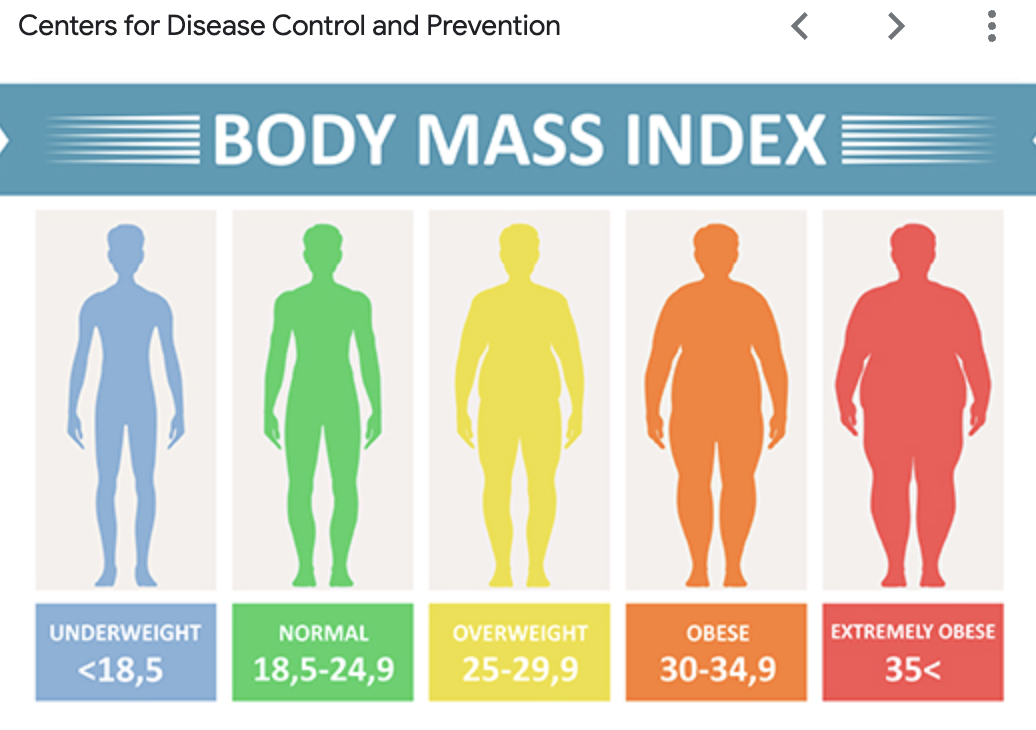 Centers for Disease Control and Prevention
BODY MASS INDEX
UNDERWEIGHT
<18,5
NORMAL
18,5-24,9
OVERWEIGHT
25-29,9
OBESE
30-34,9
EXTREMELY OBESE
35<